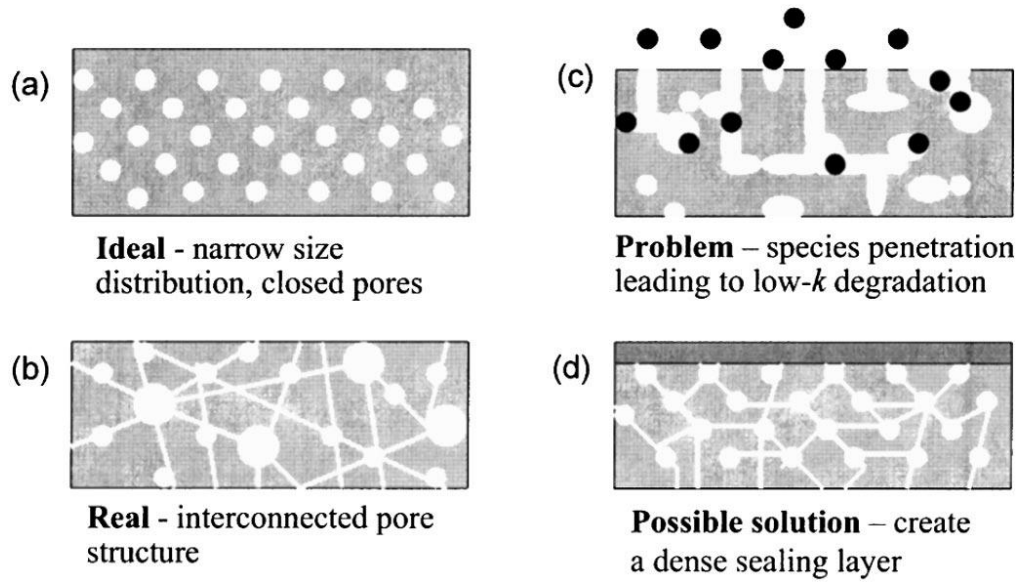 (a)
Ideal - narrow size
distribution, closed pores
(b)
Real - interconnected pore
structure
(c)
Problem – species penetration
leading to low-k degradation
(d)
Possible solution – create
a dense sealing layer